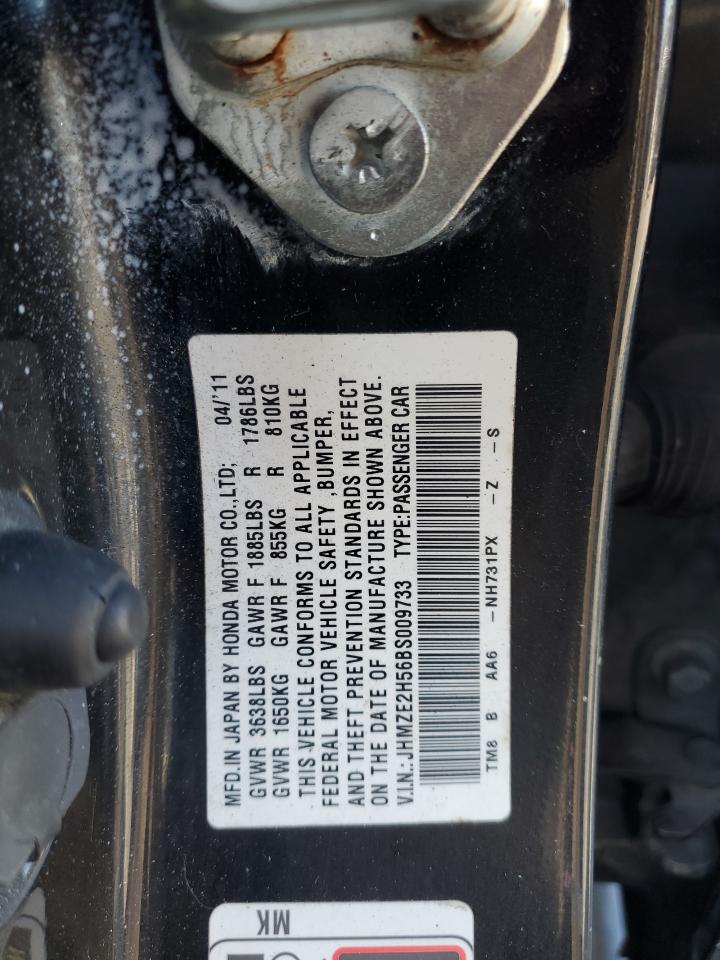 MFD.IN JAPAN BY HONDA MOTOR CO.,LTD; 04/'11
GVWR 3638LBS GAWR F 1885LBS R 1786LBS
GVWR 1650KG GAWR F 855KG R 810KG
THIS VEHICLE CONFORMS TO ALL APPLICABLE
FEDERAL MOTOR VEHICLE SAFETY ,BUMPER,
AND THEFT PREVENTION STANDARDS IN EFFECT
ON THE DATE OF MANUFACTURE SHOWN ABOVE.
V.I.N.: JHMZE2H56BS009733 TYPE:PASSENGER CAR
TM8 B AA6 -NH731PX -Z -S
MK